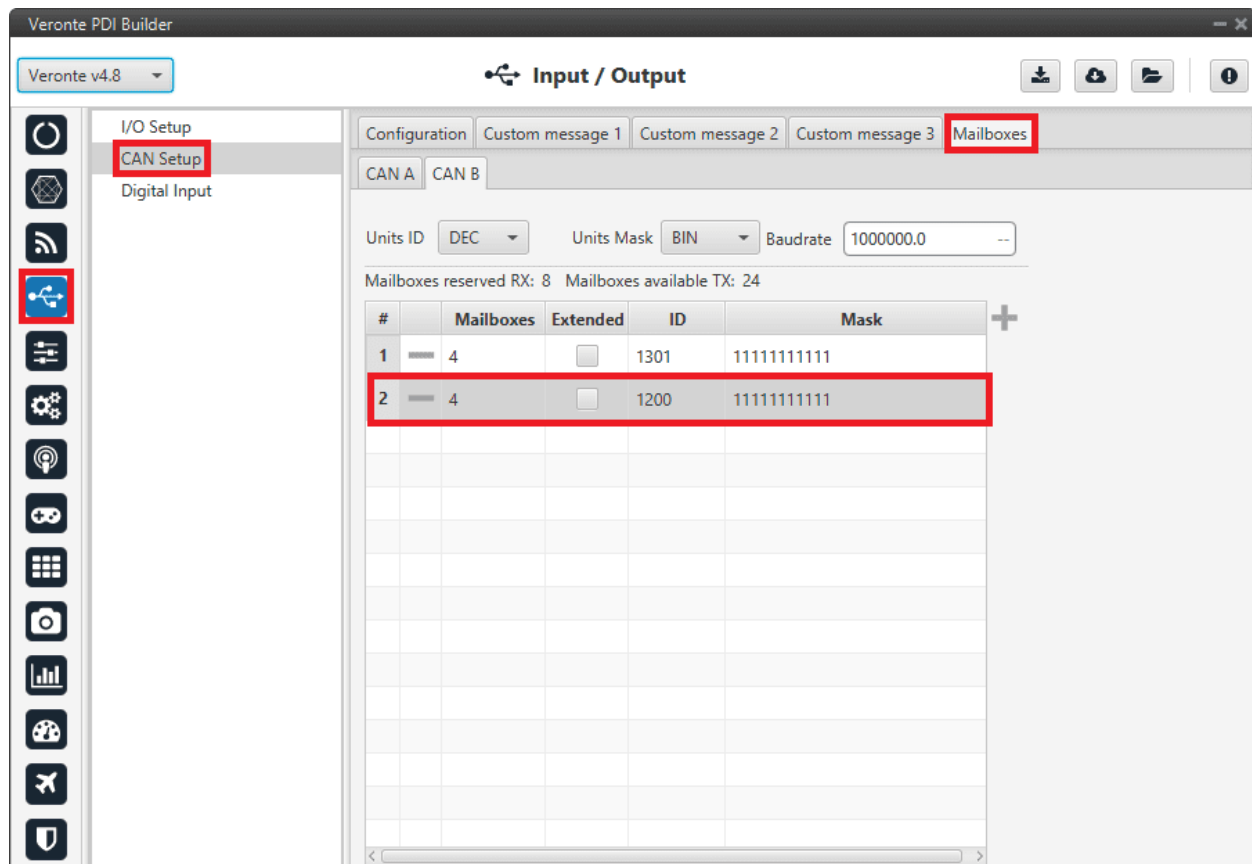 Veronte PDI Builder
Veronte v4.8
Input / Output
I/O Setup
CAN Setup
Digital Input
Configuration Custom message 1 Custom message 2 Custom message 3 Mailboxes
CAN A CAN B
Units ID DEC Units Mask BIN Baudrate 1000000.0 --
Mailboxes reserved RX: 8 Mailboxes available TX: 24
# Mailboxes Extended ID Mask
1 4 1301 11111111111
2 4 1200 11111111111